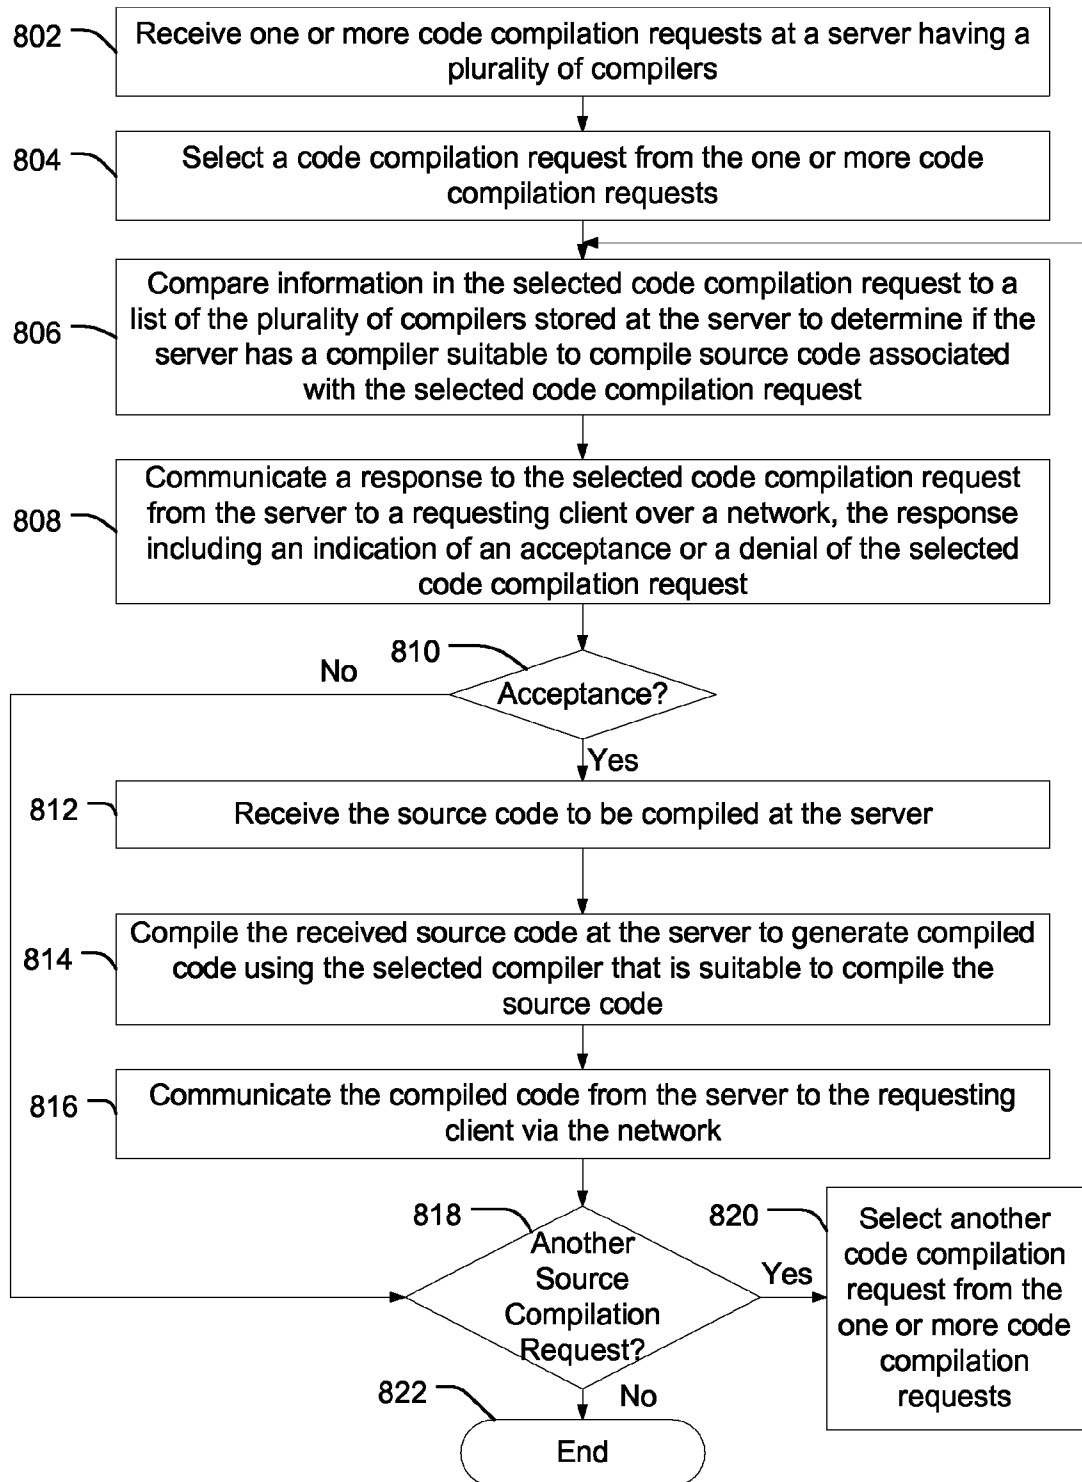 802
Receive one or more code compilation requests at a server having a
plurality of compilers
804
Select a code compilation request from the one or more code
compilation requests
806
Compare information in the selected code compilation request to a
list of the plurality of compilers stored at the server to determine if the
server has a compiler suitable to compile source code associated
with the selected code compilation request
808
Communicate a response to the selected code compilation request
from the server to a requesting client over a network, the response
including an indication of an acceptance or a denial of the selected
code compilation request
810
No
Acceptance?
Yes
812
Receive the source code to be compiled at the server
814
Compile the received source code at the server to generate compiled
code using the selected compiler that is suitable to compile the
source code
816
Communicate the compiled code from the server to the requesting
client via the network
818
Another
Source
Compilation
Request?
Yes
820
Select another
code compilation
request from the
one or more code
compilation
requests
No
822
End